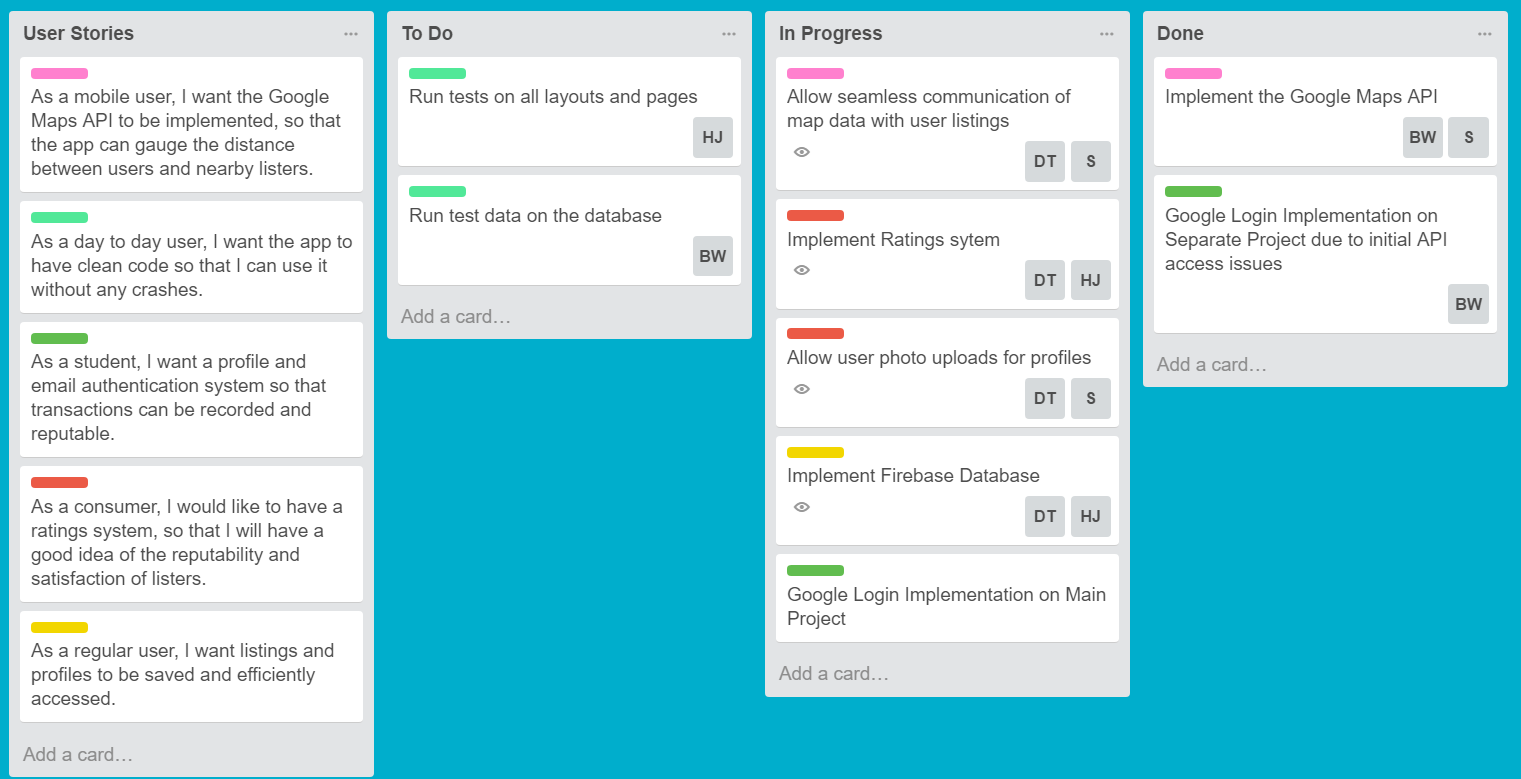 User Stories
As a mobile user, I want the Google
Maps API to be implemented, so that
the app can gauge the distance
between users and nearby listers.
As a day to day user, I want the app to
have clean code so that I can use it
without any crashes.
As a student, I want a profile and
email authentication system so that
transactions can be recorded and
reputable.
As a consumer, I would like to have a
ratings system, so that I will have a
good idea of the reputability and
satisfaction of listers.
As a regular user, I want listings and
profiles to be saved and efficiently
accessed.
Add a card…
To Do
Run tests on all layouts and pages
HJ
Run test data on the database
BW
Add a card…
In Progress
Allow seamless communication of
map data with user listings
DT S
Implement Ratings sytem
DT HJ
Allow user photo uploads for profiles
DT S
Implement Firebase Database
DT HJ
Google Login Implementation on Main
Project
Add a card…
Done
Implement the Google Maps API
BW S
Google Login Implementation on
Separate Project due to initial API
access issues
BW
Add a card…